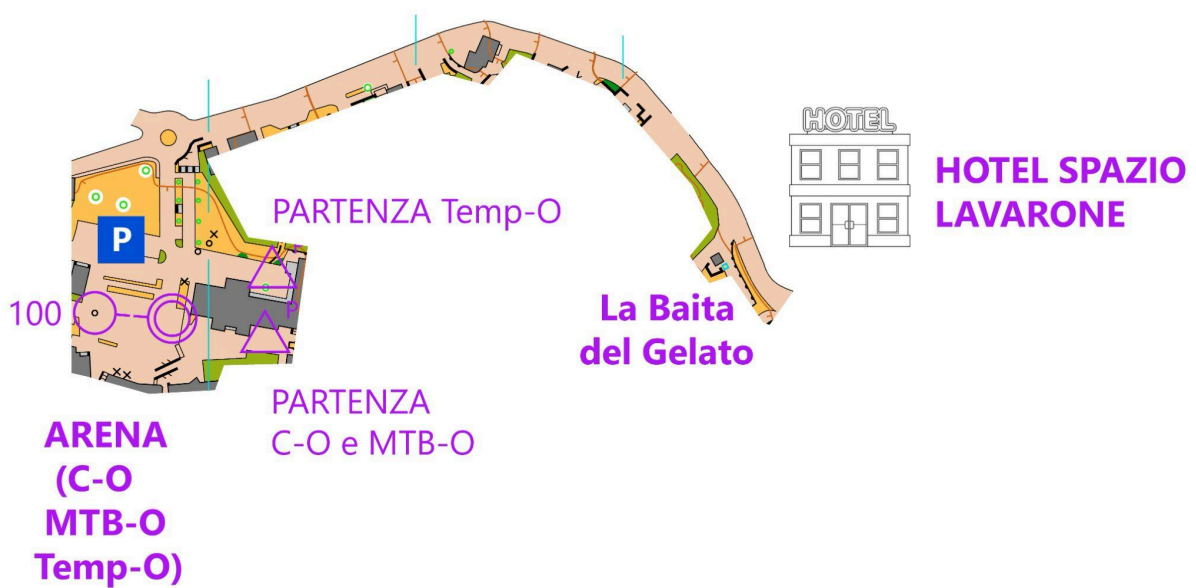 HOTEL
HOTEL SPAZIO
LAVARONE
PARTENZA Temp-O
P
P
100
La Baita
del Gelato
PARTENZA
C-O e MTB-O
ARENA
(C-O
MTB-O
Temp-O)